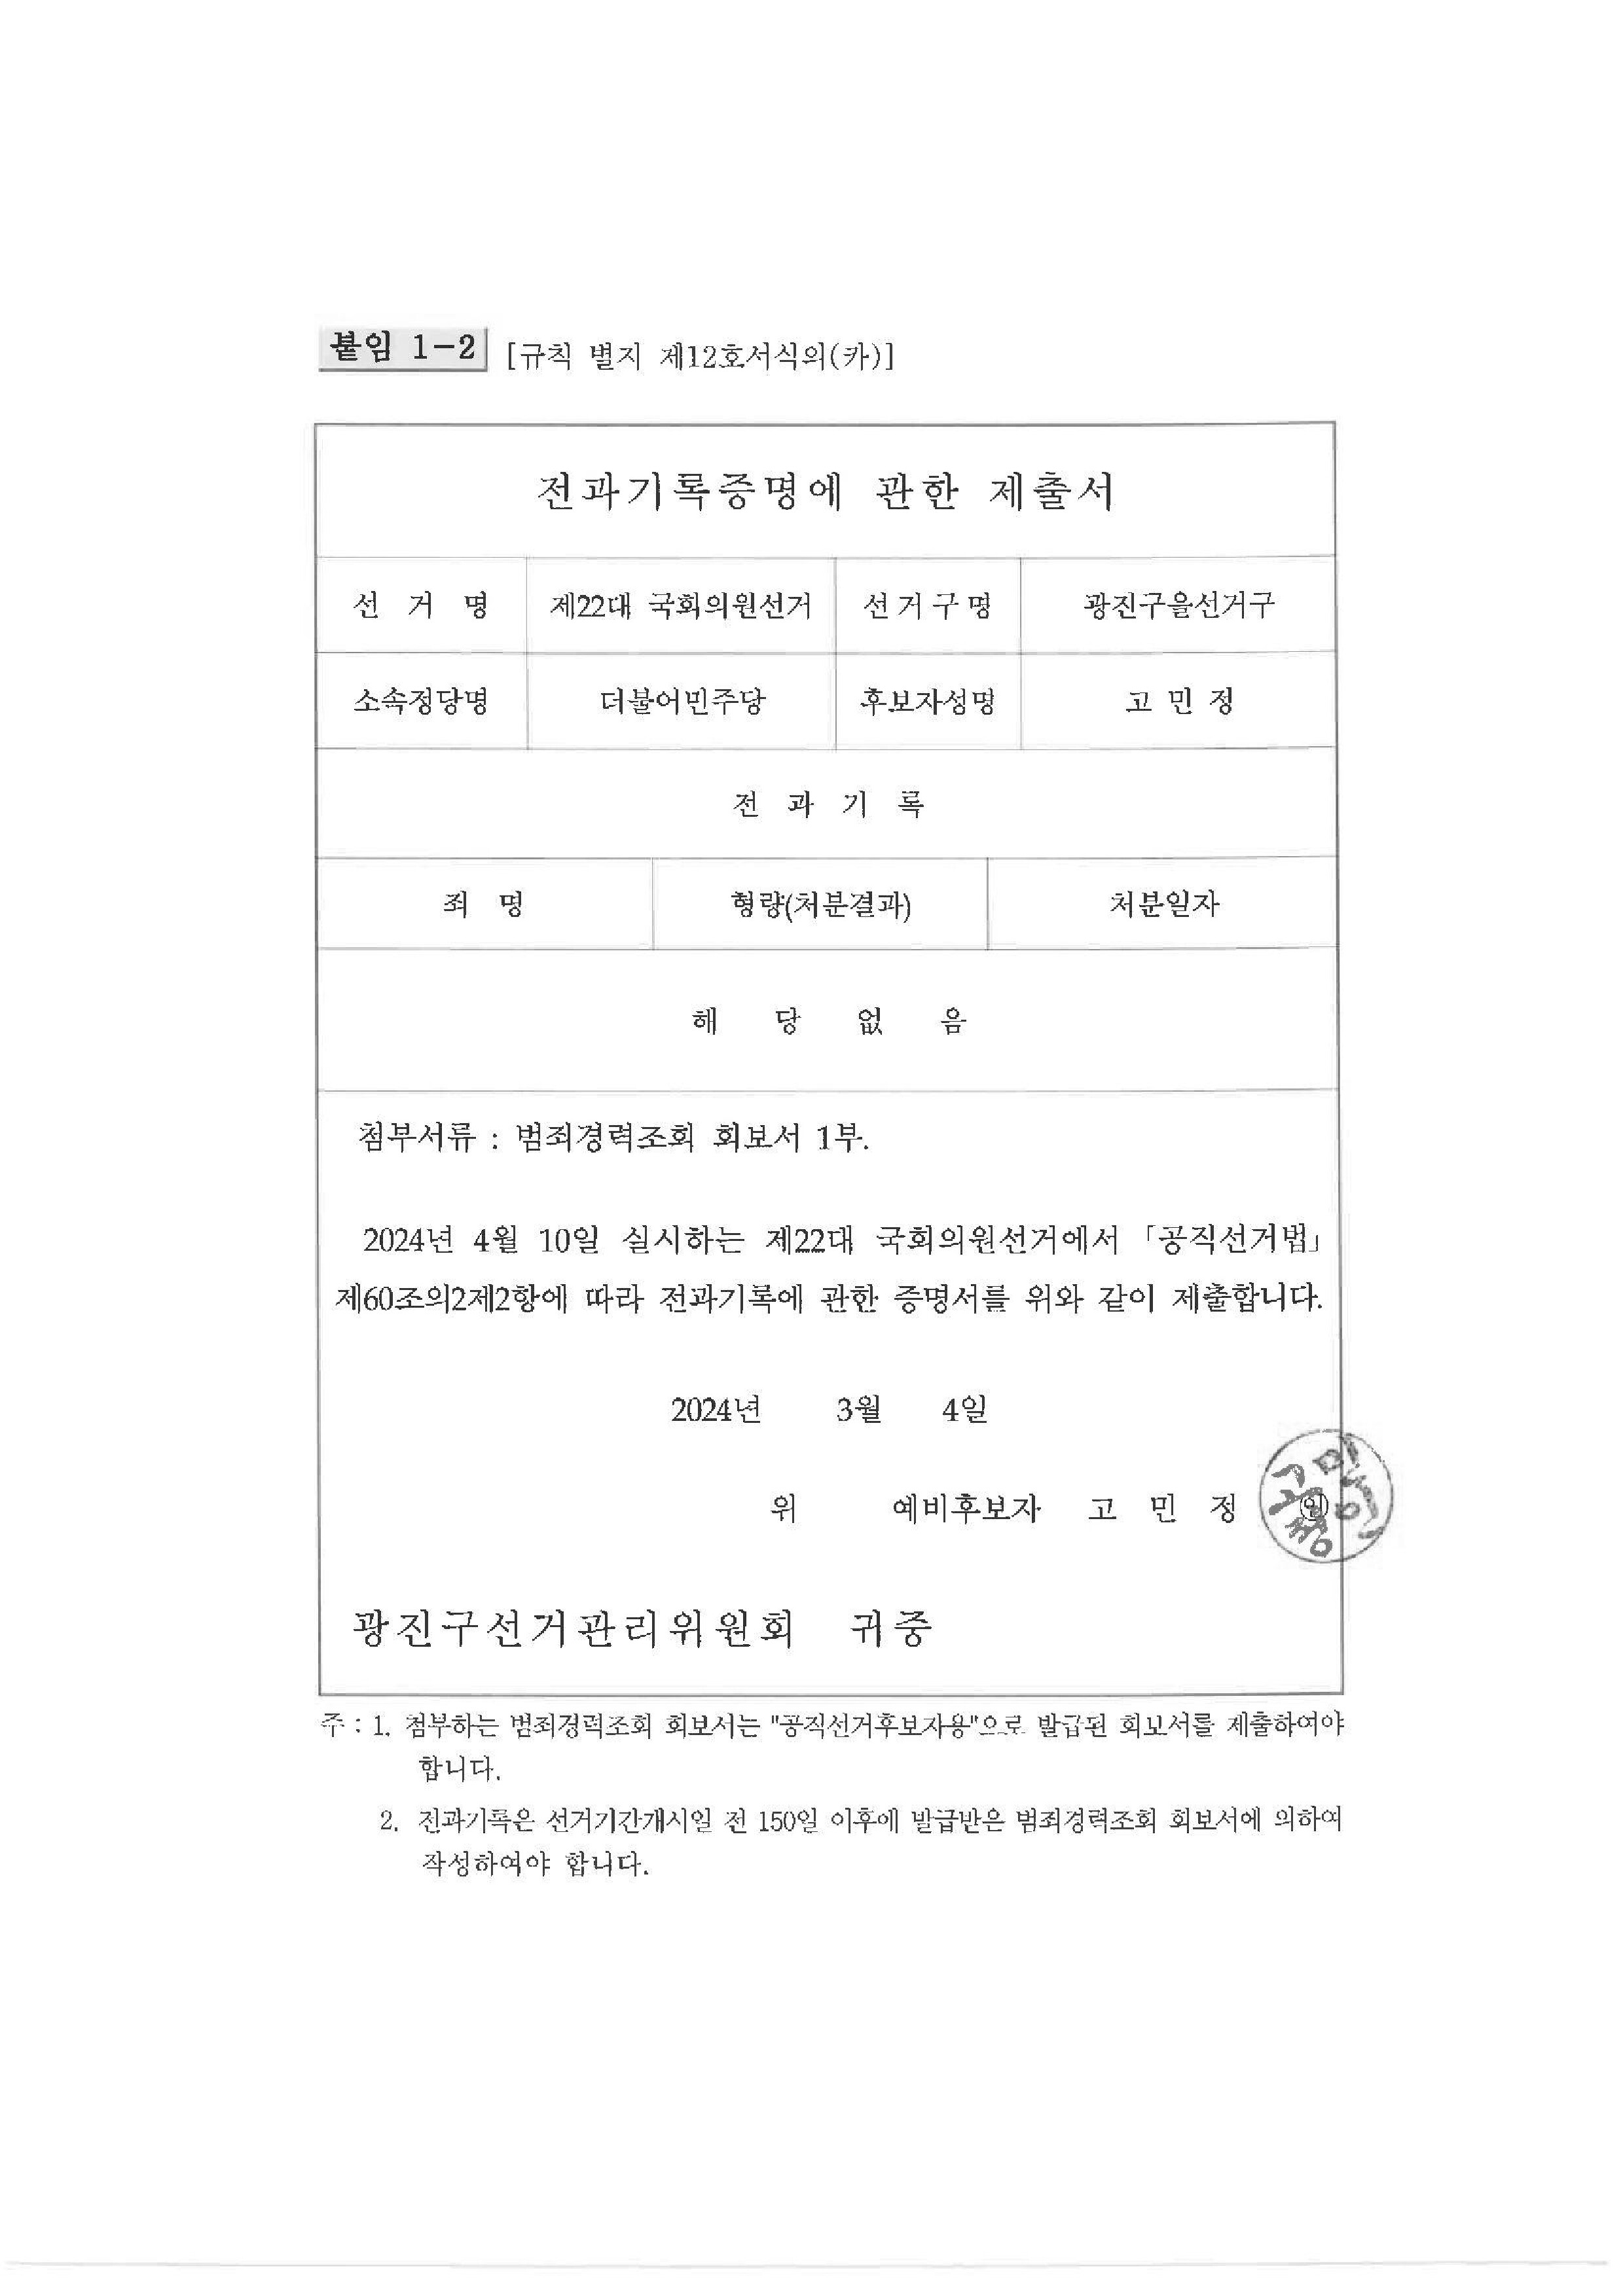 붙임 1-2 [규칙 별지 제12호서식의(카)]
전과기록증명에 관한 제출서
선 거 명 제22대 국회의원선거 선거구명 광진구을선거구
소속정당명 더불어민주당 후보자성명 고 민 정
전 과 기 록
죄 명 형량(처분결과) 처분일자
해 당 없 음
첨부서류 : 범죄경력조회 회보서 1부.
2024년 4월 10일 실시하는 제22대 국회의원선거에서 「공직선거법」
제60조의2제2항에 따라 전과기록에 관한 증명서를 위와 같이 제출합니다.
2024년 3월 4일
위 예비후보자 고 민 정 ㊞
고민정
광진구선거관리위원회 귀중
주 : 1. 첨부하는 범죄경력조회 회보서는 "공직선거후보자용"으로 발급된 회보서를 제출하여야
합니다.
2. 전과기록은 선거기간개시일 전 150일 이후에 발급받은 범죄경력조회 회보서에 의하여
작성하여야 합니다.